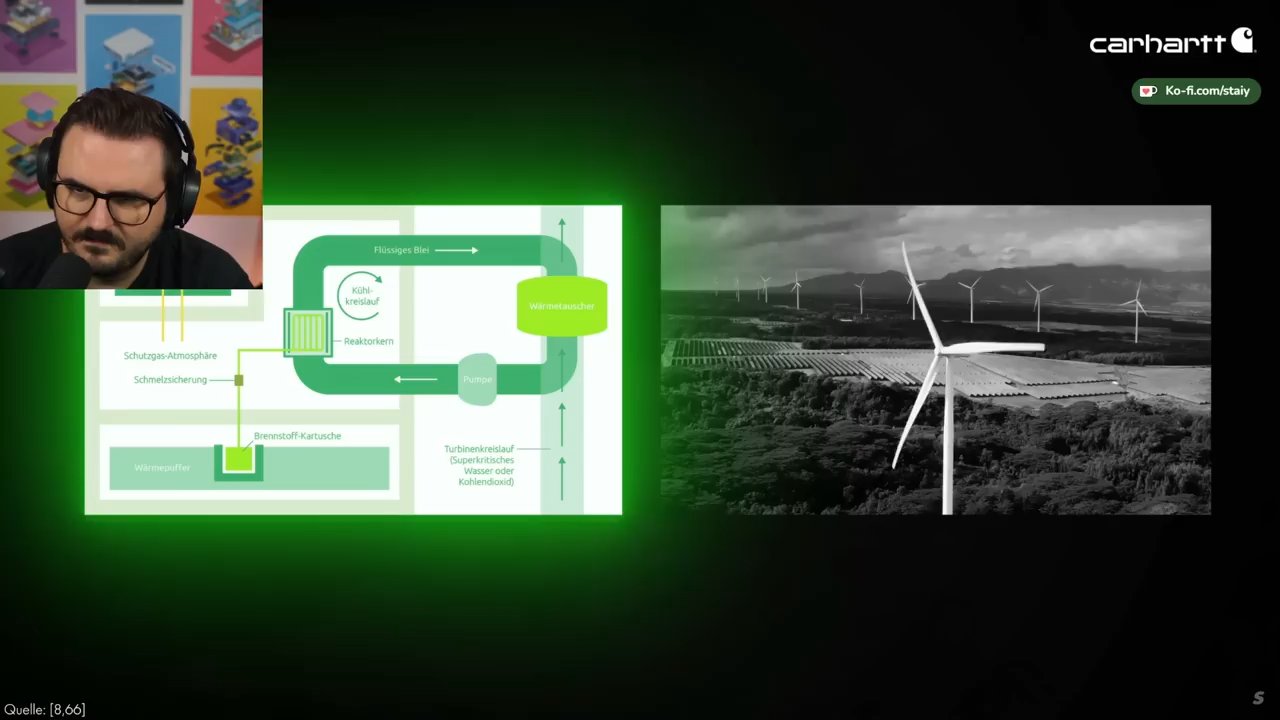 carhartt
Ko-fi.com/staiy
Flüssiges Blei
Kühl-
kreislauf
Wärmetauscher
Reaktorkern
Schutzgas-Atmosphäre
Schmelzsicherung
Pumpe
Brennstoff-Kartusche
Wärmepuffer
Turbinenkreislauf
(Superkritisches
Wasser oder
Kohlendioxid)
Quelle: [8,66]
S